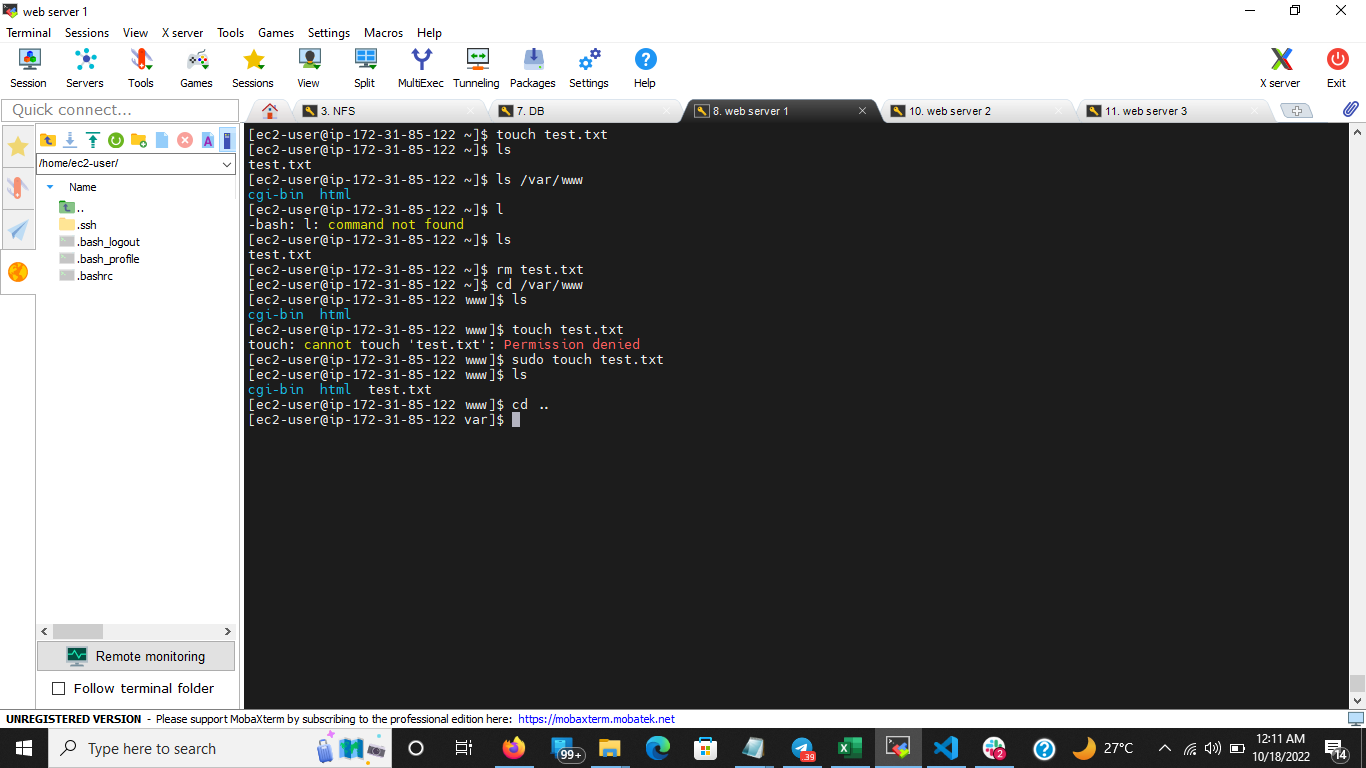 web server 1
Terminal Sessions View X server Tools Games Settings Macros Help
Session Servers Tools Games Sessions View Split MultiExec Tunneling Packages Settings Help X server Exit
Quick connect...
3. NFS
7. DB
8. web server 1
10. web server 2
11. web server 3
/home/ec2-user/
Name
..
.ssh
.bash_logout
.bash_profile
.bashrc
Remote monitoring
Follow terminal folder
[ec2-user@ip-172-31-85-122 ~]$ touch test.txt
[ec2-user@ip-172-31-85-122 ~]$ ls
test.txt
[ec2-user@ip-172-31-85-122 ~]$ ls /var/www
cgi-bin html
[ec2-user@ip-172-31-85-122 ~]$ l
-bash: l: command not found
[ec2-user@ip-172-31-85-122 ~]$ ls
test.txt
[ec2-user@ip-172-31-85-122 ~]$ rm test.txt
[ec2-user@ip-172-31-85-122 ~]$ cd /var/www
[ec2-user@ip-172-31-85-122 www]$ ls
cgi-bin html
[ec2-user@ip-172-31-85-122 www]$ touch test.txt
touch: cannot touch 'test.txt': Permission denied
[ec2-user@ip-172-31-85-122 www]$ sudo touch test.txt
[ec2-user@ip-172-31-85-122 www]$ ls
cgi-bin html test.txt
[ec2-user@ip-172-31-85-122 www]$ cd ..
[ec2-user@ip-172-31-85-122 var]$
UNREGISTERED VERSION - Please support MobaXterm by subscribing to the professional edition here: https://mobaxterm.mobatek.net
Type here to search
99+
.39
2
27°C
12:11 AM
10/18/2022
14